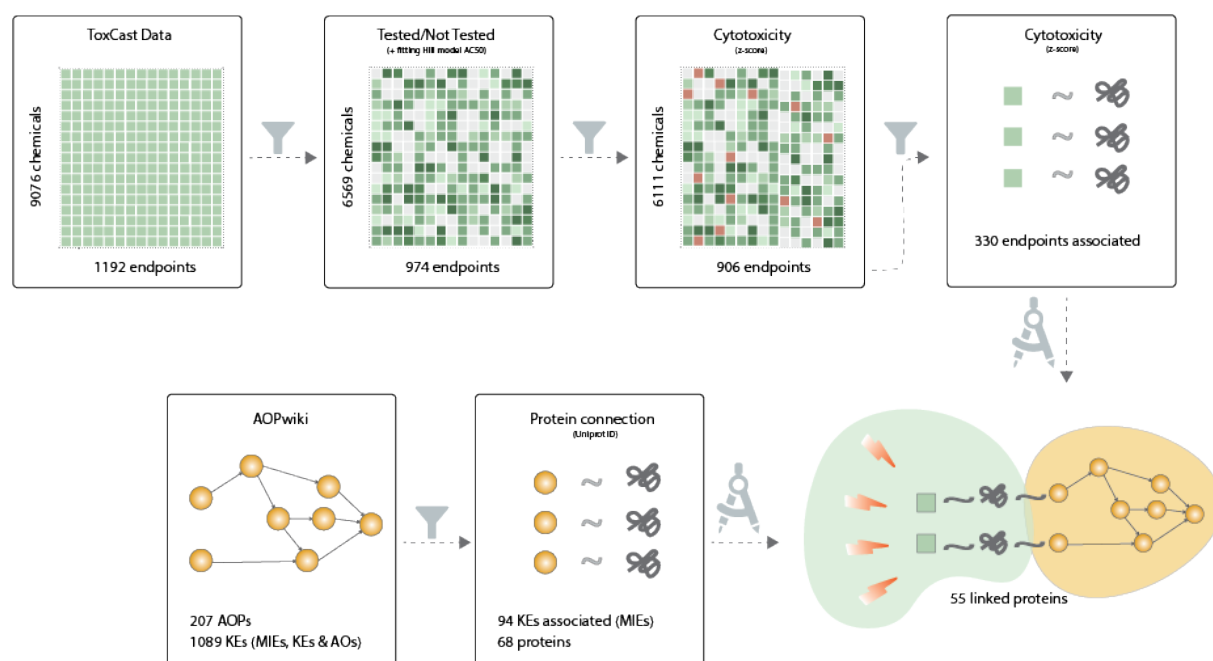 ToxCast Data
9076 chemicals
1192 endpoints
Tested/Not Tested
(+ fitting Hill model AC50)
6569 chemicals
974 endpoints
Cytotoxicity
(z-score)
6111 chemicals
906 endpoints
Cytotoxicity
(z-score)
330 endpoints associated
AOPwiki
207 AOPs
1089 KEs (MIEs, KEs & AOs)
Protein connection
(Uniprot ID)
94 KEs associated (MIEs)
68 proteins
55 linked proteins